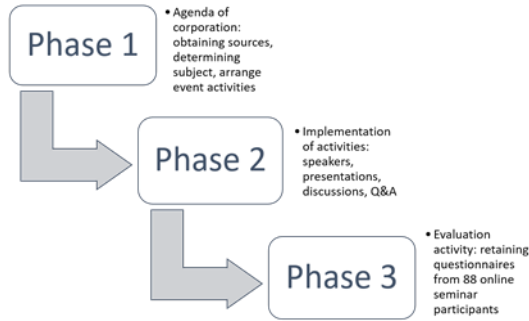 Phase 1
• Agenda of
corporation:
obtaining sources,
determining
subject, arrange
event activities
Phase 2
• Implementation
of activities:
speakers,
presentations,
discussions, Q&A
Phase 3
• Evaluation
activity: retaining
questionnaires
from 88 online
seminar
participants